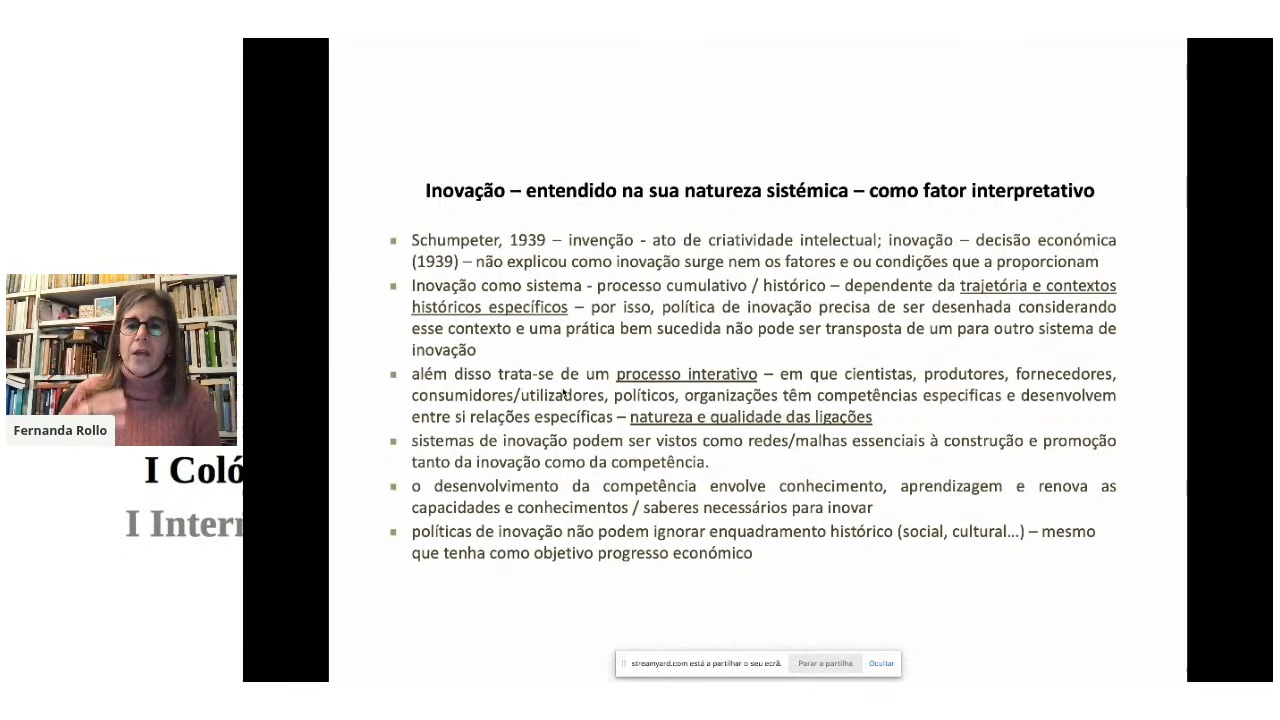 Inovação – entendido na sua natureza sistémica – como fator interpretativo
Schumpeter, 1939 – invenção - ato de criatividade intelectual; inovação – decisão económica
(1939) – não explicou como inovação surge nem os fatores e ou condições que a proporcionam
Inovação como sistema - processo cumulativo / histórico – dependente da trajetória e contextos
históricos específicos – por isso, política de inovação precisa de ser desenhada considerando
esse contexto e uma prática bem sucedida não pode ser transposta de um para outro sistema de
inovação
além disso trata-se de um processo interativo – em que cientistas, produtores, fornecedores,
consumidores/utilizadores, políticos, organizações têm competências especificas e desenvolvem
entre si relações específicas – natureza e qualidade das ligações
sistemas de inovação podem ser vistos como redes/malhas essenciais à construção e promoção
tanto da inovação como da competência.
o desenvolvimento da competência envolve conhecimento, aprendizagem e renova as
capacidades e conhecimentos / saberes necessários para inovar
políticas de inovação não podem ignorar enquadramento histórico (social, cultural...) – mesmo
que tenha como objetivo progresso económico
Fernanda Rollo
I Coló
I Intern
streamyard.com está a partilhar o seu ecrã. Parar a partilha Ocultar